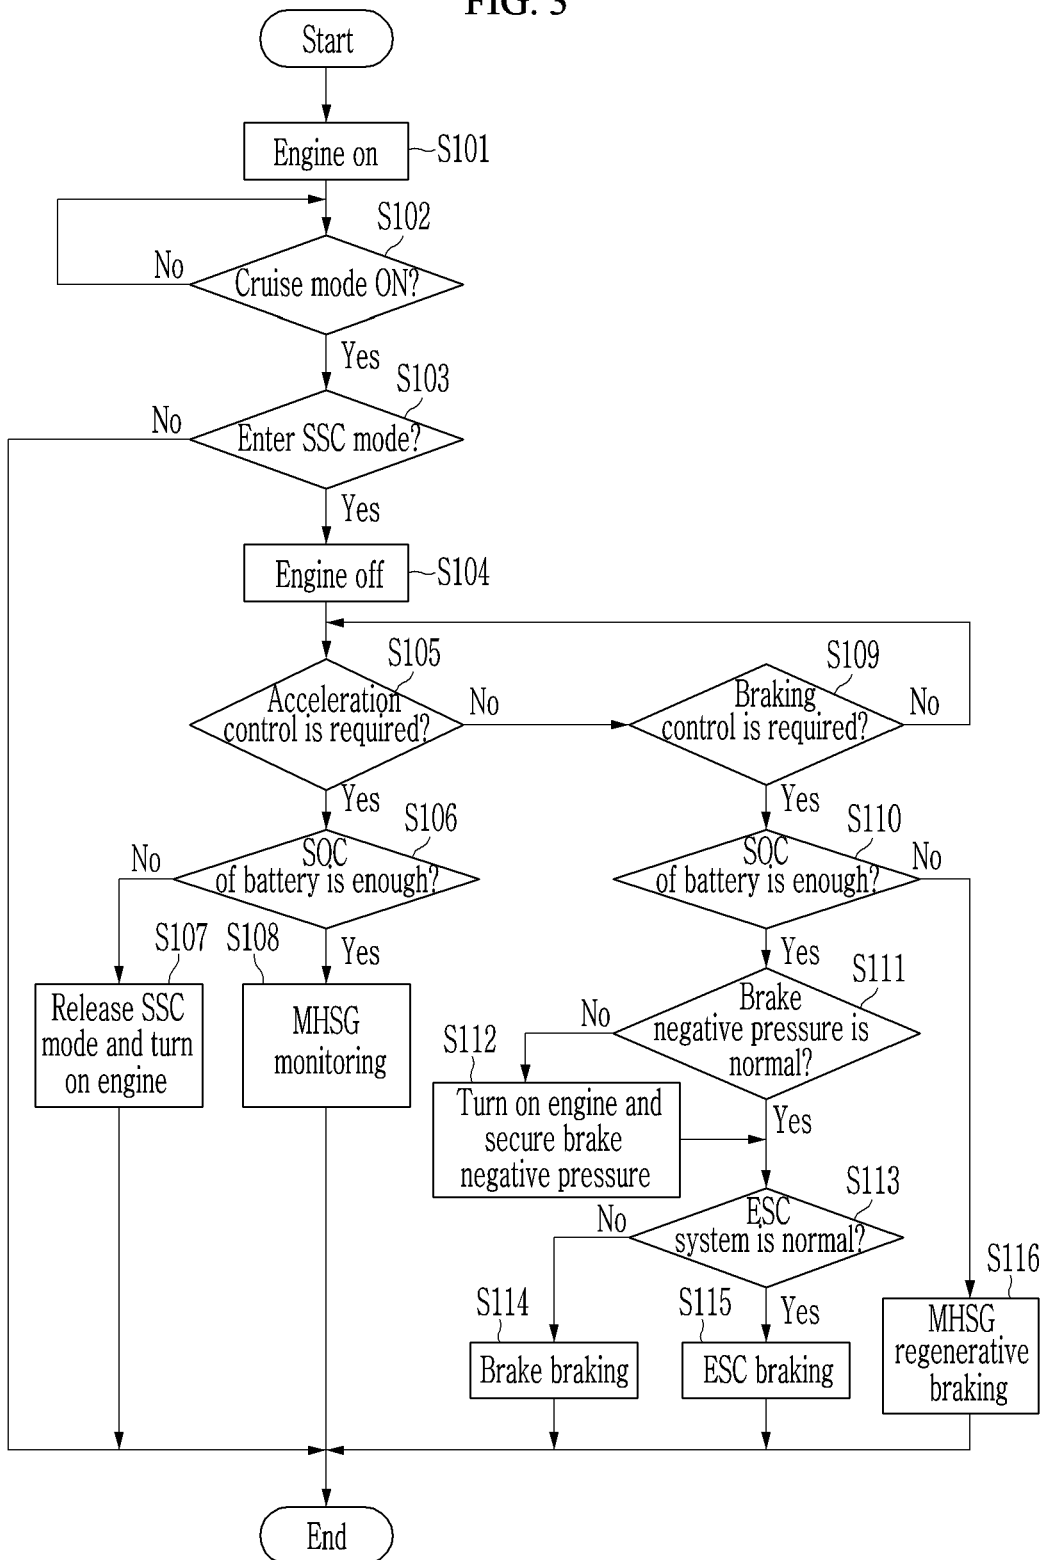 FIG. 3
Start
Engine on
S101
S102
No
Cruise mode ON?
Yes
S103
No
Enter SSC mode?
Yes
Engine off
S104
S105
Acceleration
control is required?
No
S109
Braking
control is required?
No
Yes
Yes
S106
No
SOC
of battery is enough?
S110
SOC
of battery is enough?
No
S107
S108
Yes
Yes
Release SSC
mode and turn
on engine
MHSG
monitoring
S111
Brake
negative pressure is
normal?
No
S112
Turn on engine and
secure brake
negative pressure
Yes
S113
No
ESC
system is normal?
S114
S115
Yes
S116
Brake braking
ESC braking
MHSG
regenerative
braking
End